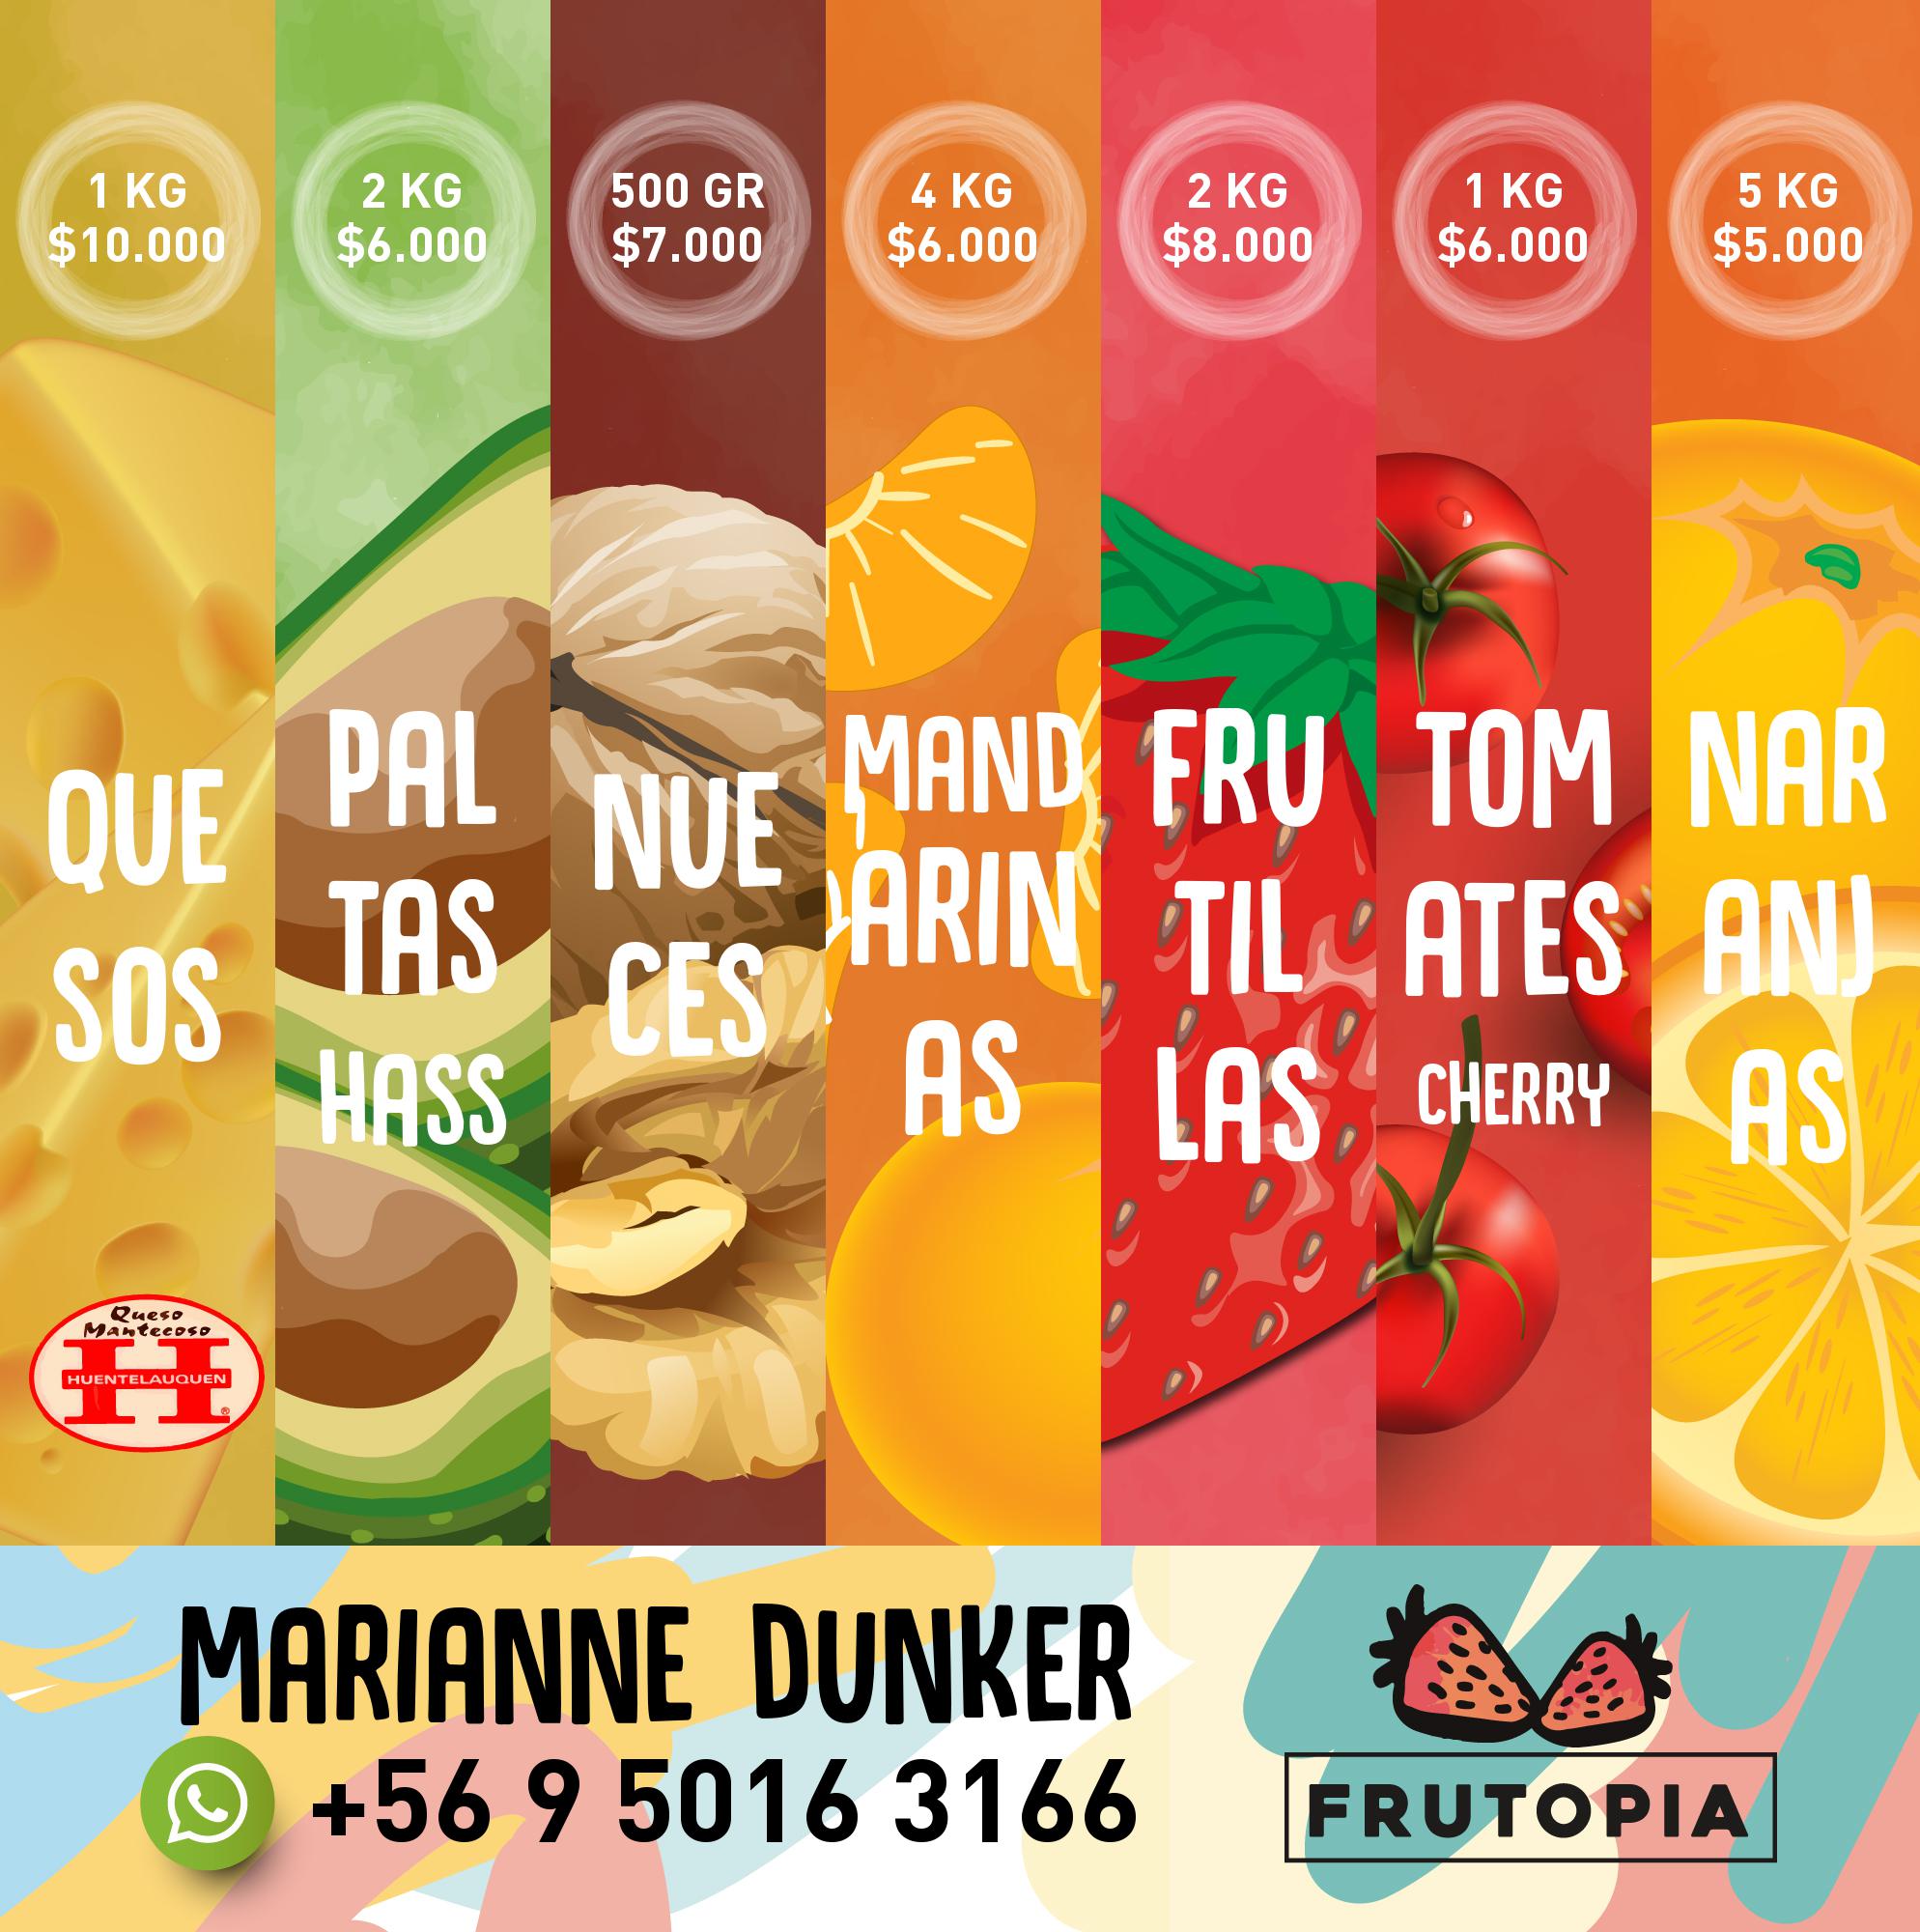 1 KG
$10.000
QUE
SOS
Queso
Mantecoso
HUENTELAUQUEN
®
2 KG
$6.000
PAL
TAS
HASS
500 GR
$7.000
NUE
CES
4 KG
$6.000
MAND
ARIN
AS
2 KG
$8.000
FRU
TIL
LAS
1 KG
$6.000
TOM
ATES
CHERRY
5 KG
$5.000
NAR
ANJ
AS
MARIANNE DUNKER
+56 9 5016 3166
FRUTOPIA